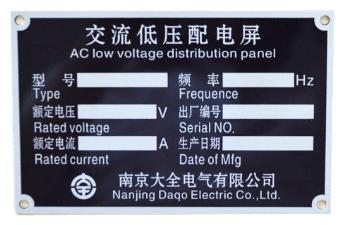 交流低压配电屏
AC low voltage distribution panel
型号 频率 Hz
Type Frequency
额定电压 V 出厂编号
Rated voltage Serial NO.
额定电流 A 生产日期
Rated current Date of Mfg
南京大全电气有限公司
Nanjing Daqo Electric Co.,Ltd.